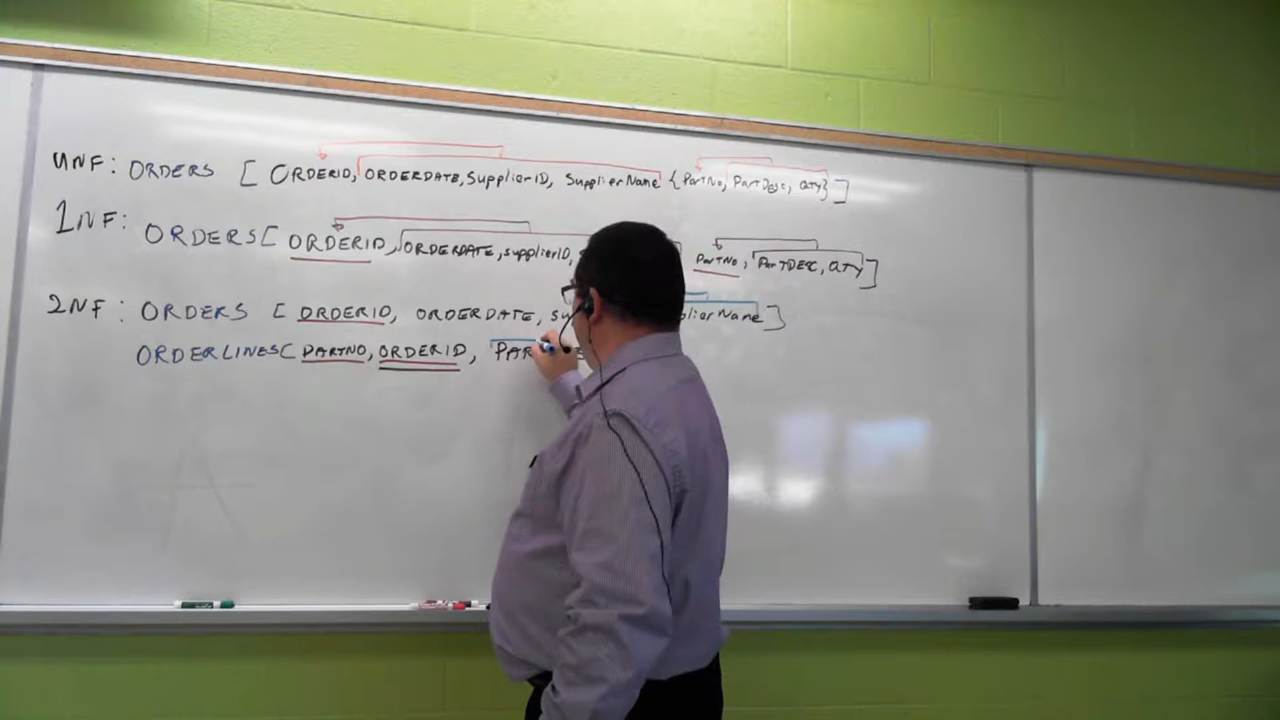 UNF: ORDERS [ ORDERID, ORDERDATE, SupplierID, SupplierName {PartNo, PartDesc, QTY} ]
1NF: ORDERS [ ORDERID, ORDERDATE, supplierID, PartNo, PartDESC, QTY ]
2NF: ORDERS [ ORDERID, ORDERDATE, ]
ORDERLINES ( PARTNO, ORDERID,